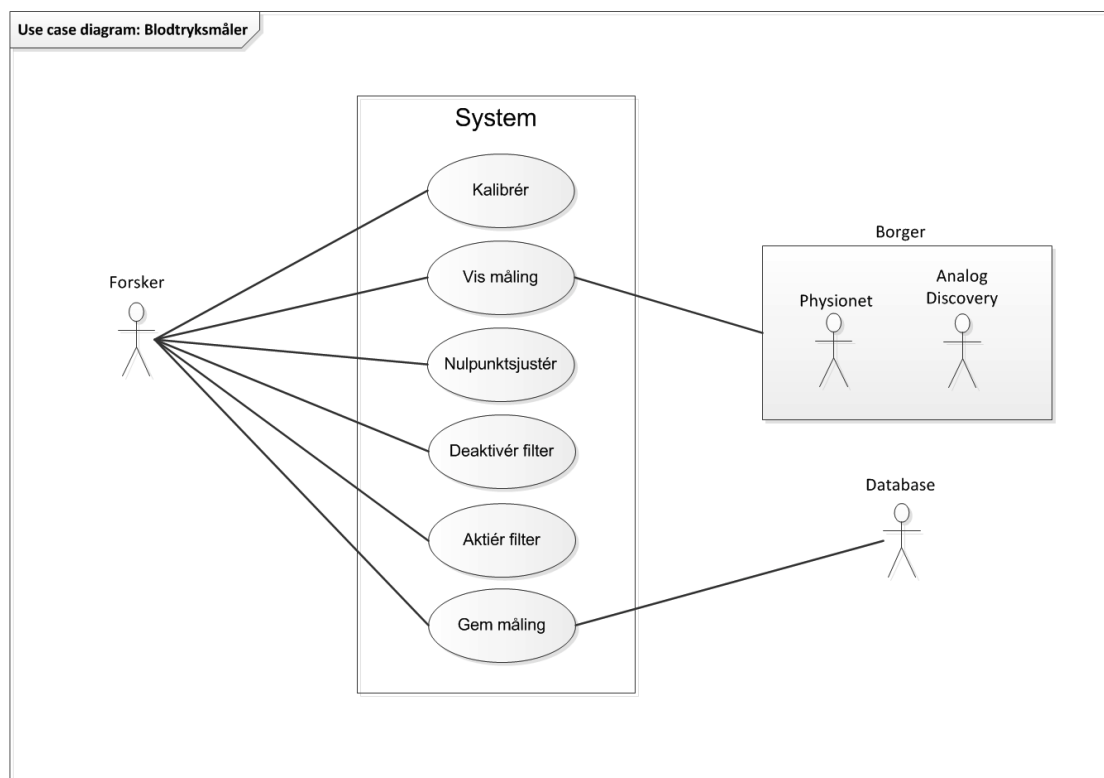 Use case diagram: Blodtryksmåler
System
Kalibrér
Vis måling
Nulpunktsjustér
Deaktivér filter
Aktiér filter
Gem måling
Forsker
Borger
Physionet
Analog
Discovery
Database